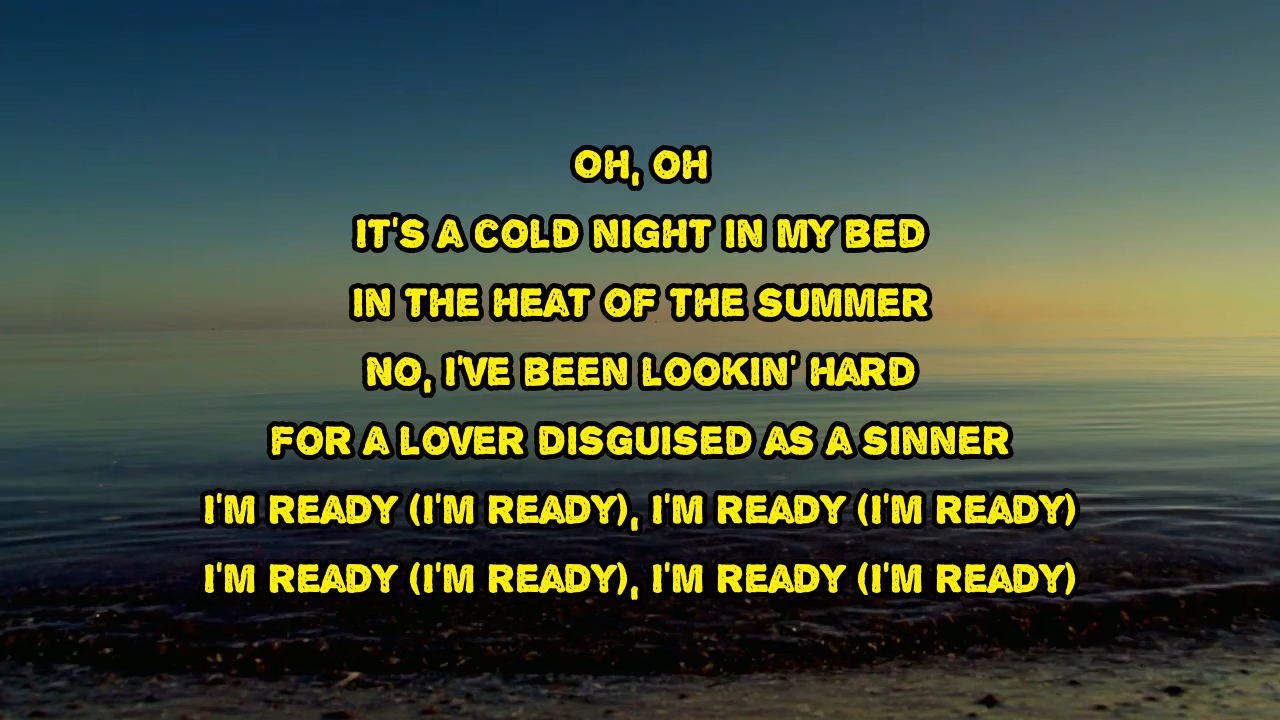 OH, OH
IT'S A COLD NIGHT IN MY BED
IN THE HEAT OF THE SUMMER
NO, I'VE BEEN LOOKIN' HARD
FOR A LOVER DISGUISED AS A SINNER
I'M READY (I'M READY), I'M READY (I'M READY)
I'M READY (I'M READY), I'M READY (I'M READY)